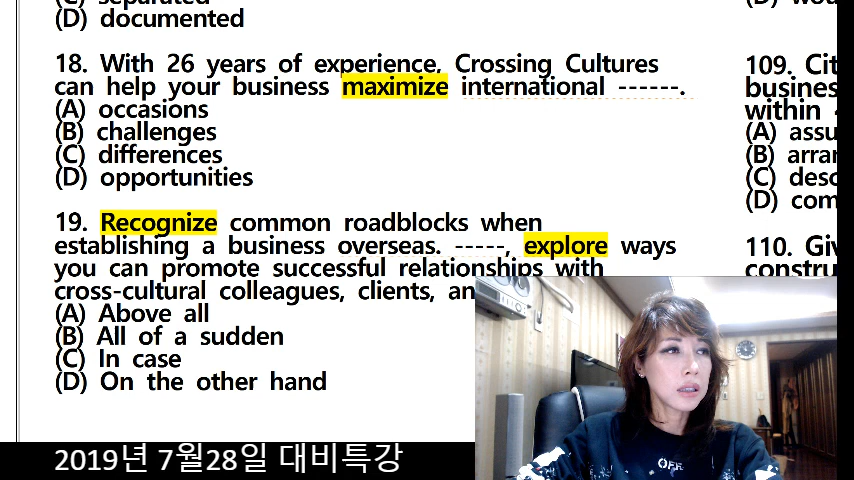 (C) separated
(D) documented
18. With 26 years of experience, Crossing Cultures
can help your business maximize international ------.
(A) occasions
(B) challenges
(C) differences
(D) opportunities
19. Recognize common roadblocks when
establishing a business overseas. -----, explore ways
you can promote successful relationships with
cross-cultural colleagues, clients, an
(A) Above all
(B) All of a sudden
(C) In case
(D) On the other hand
109. Cit
busines
within
(A) assu
(B) arrar
(C) desc
(D) com
110. Giv
constru
2019년 7월28일 대비특강